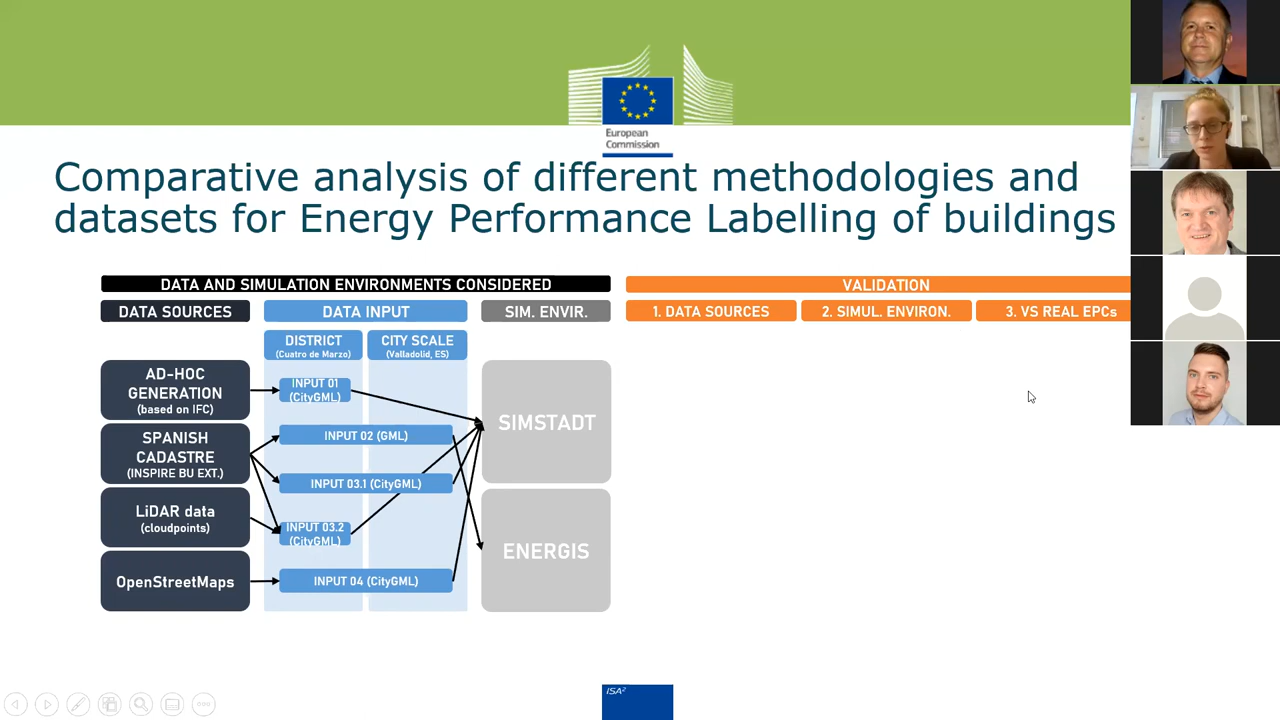 European
Commission
Comparative analysis of different methodologies and
datasets for Energy Performance Labelling of buildings
DATA AND SIMULATION ENVIRONMENTS CONSIDERED
VALIDATION
DATA SOURCES
DATA INPUT
SIM. ENVIR.
1. DATA SOURCES
2. SIMUL. ENVIRON.
3. VS REAL EPCs
DISTRICT
(Cuatro de Marzo)
CITY SCALE
(Valladolid, ES)
AD-HOC
GENERATION
(based on IFC)
INPUT 01
(CityGML)
SPANISH
CADASTRE
(INSPIRE BU EXT.)
INPUT 02 (GML)
INPUT 03.1 (CityGML)
SIMSTADT
LiDAR data
(cloudpoints)
INPUT 03.2
(CityGML)
ENERGIS
OpenStreetMaps
INPUT 04 (CityGML)
ISA²